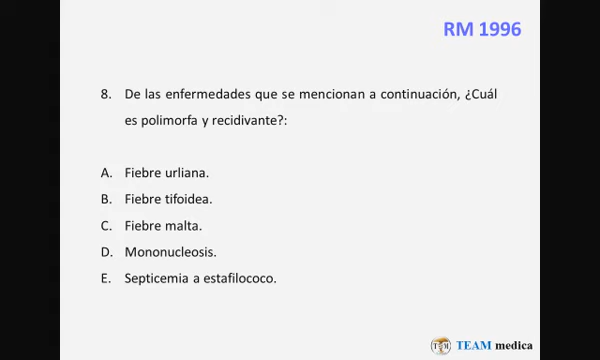 RM 1996
8. De las enfermedades que se mencionan a continuación, ¿Cuál
es polimorfa y recidivante?:
A. Fiebre urliana.
B. Fiebre tifoidea.
C. Fiebre malta.
D. Mononucleosis.
E. Septicemia a estafilococo.
TEAM medica